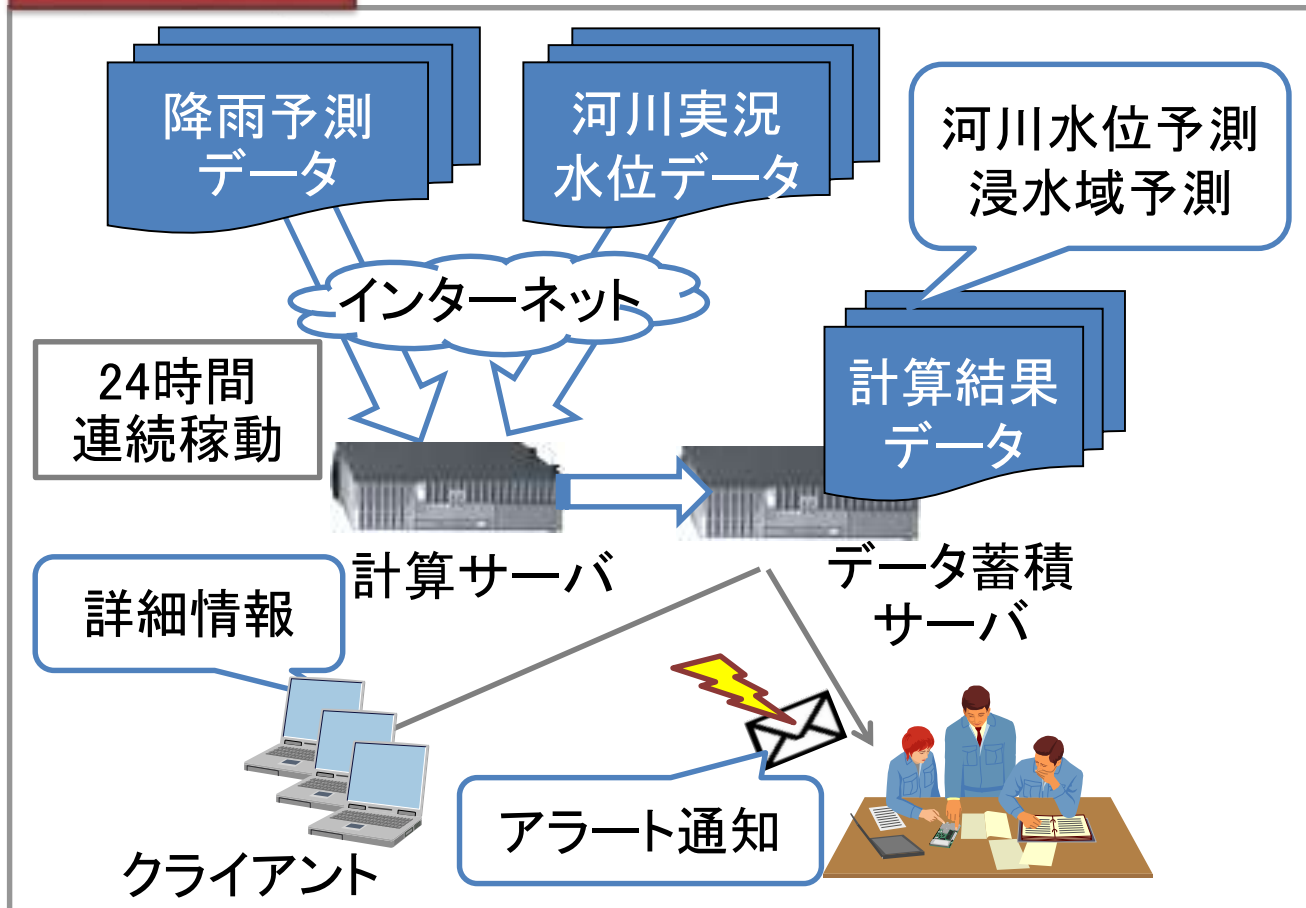 降雨予測
データ
河川実況
水位データ
河川水位予測
浸水域予測
インターネット
24時間
連続稼動
計算結果
データ
計算サーバ
データ蓄積
サーバ
詳細情報
アラート通知
クライアント